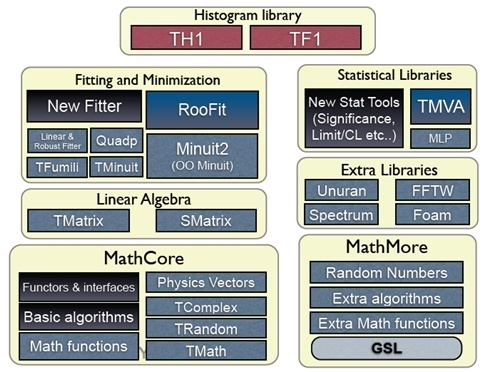 Histogram library
TH1
TF1
Fitting and Minimization
New Fitter
RooFit
Linear &
Robust Fitter
Quadp
TFumili
TMinuit
Minuit2
(OO Minuit)
Statistical Libraries
New Stat Tools
(Significance,
Limit/CL etc..)
TMVA
MLP
Extra Libraries
Unuran
FFTW
Spectrum
Foam
Linear Algebra
TMatrix
SMatrix
MathCore
Functors & interfaces
Basic algorithms
Math functions
Physics Vectors
TComplex
TRandom
TMath
MathMore
Random Numbers
Extra algorithms
Extra Math functions
GSL